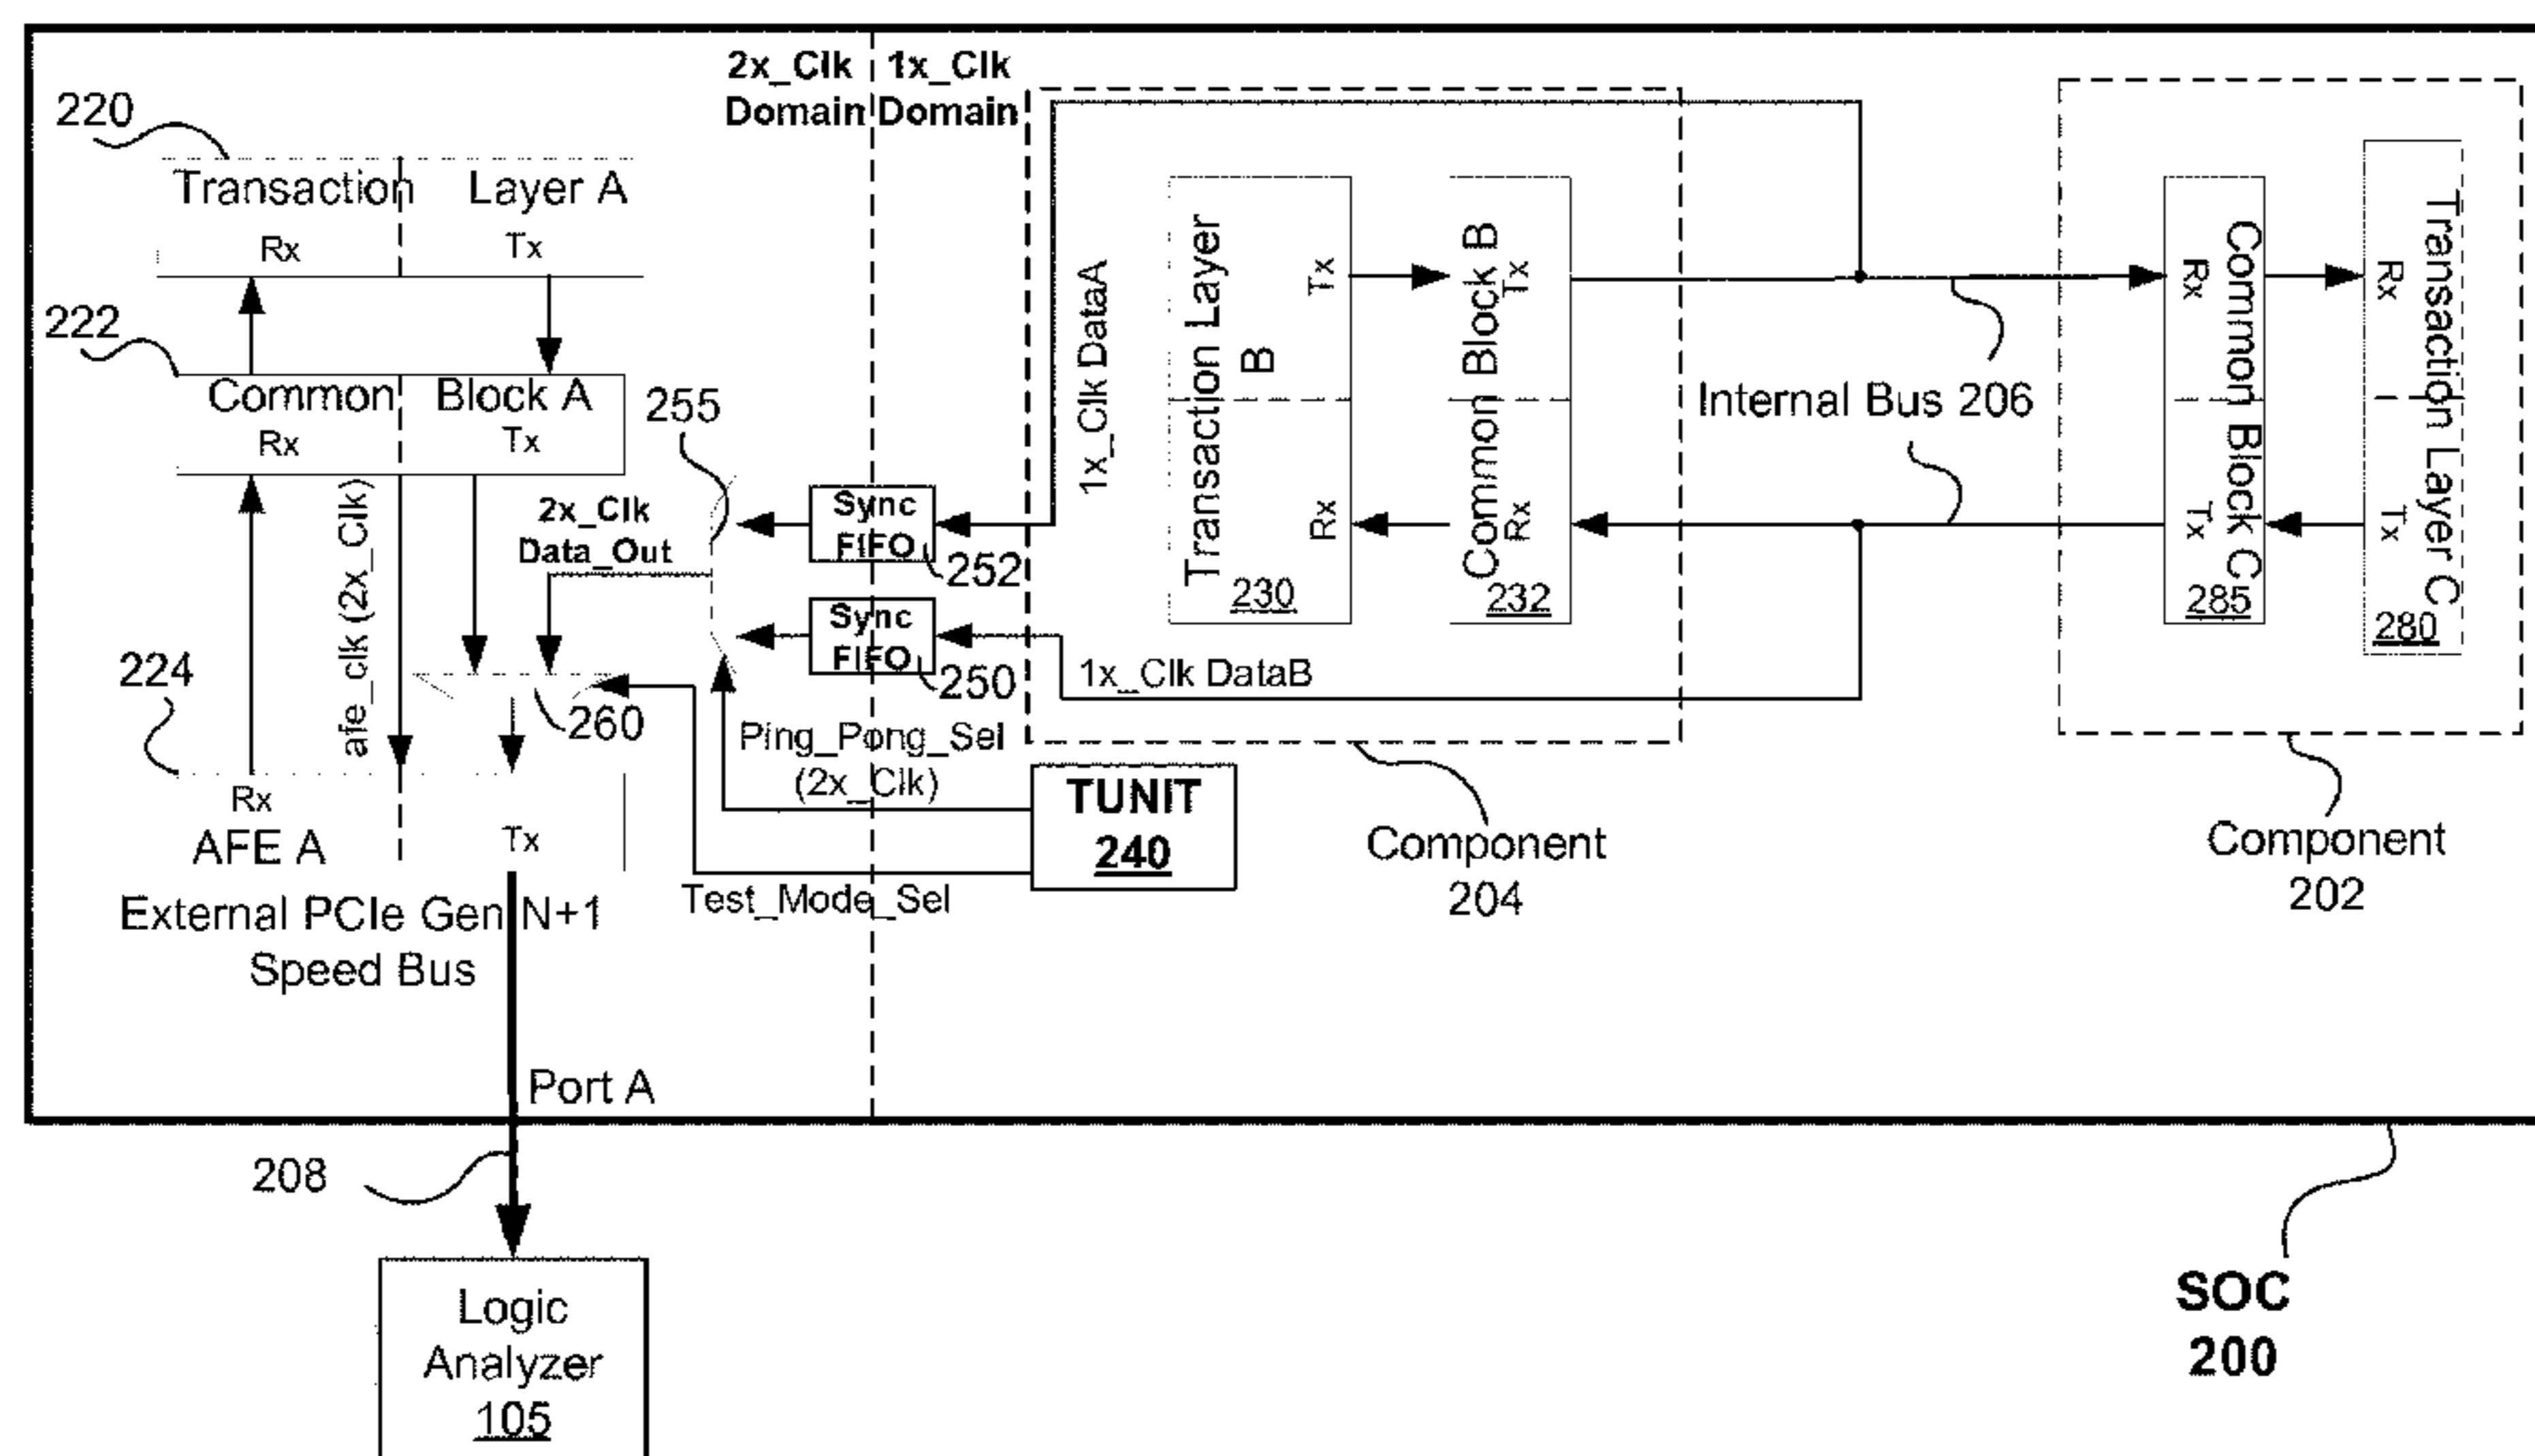 2x_Clk 1x_Clk
Domain Domain
220
Transaction Layer A
Rx Tx
222
Common Block A
Rx Tx
afe_clk (2x_Clk)
255
2x_Clk
Data_Out
Sync
FIFO
252
Sync
FIFO
250
224
260
Rx
AFE A
Tx
External PCIe Gen N+1
Speed Bus
Ping_Pong_Sel
(2x_Clk)
Test_Mode_Sel
TUNIT
240
1x_Clk DataA
1x_Clk DataB
Transaction Layer
B
Tx
Rx
230
Common Block B
Tx
Rx
232
Internal Bus 206
Common Block C
Rx
Tx
285
Transaction Layer C
Rx
Tx
280
Component
204
Component
202
Port A
208
Logic
Analyzer
105
SOC
200